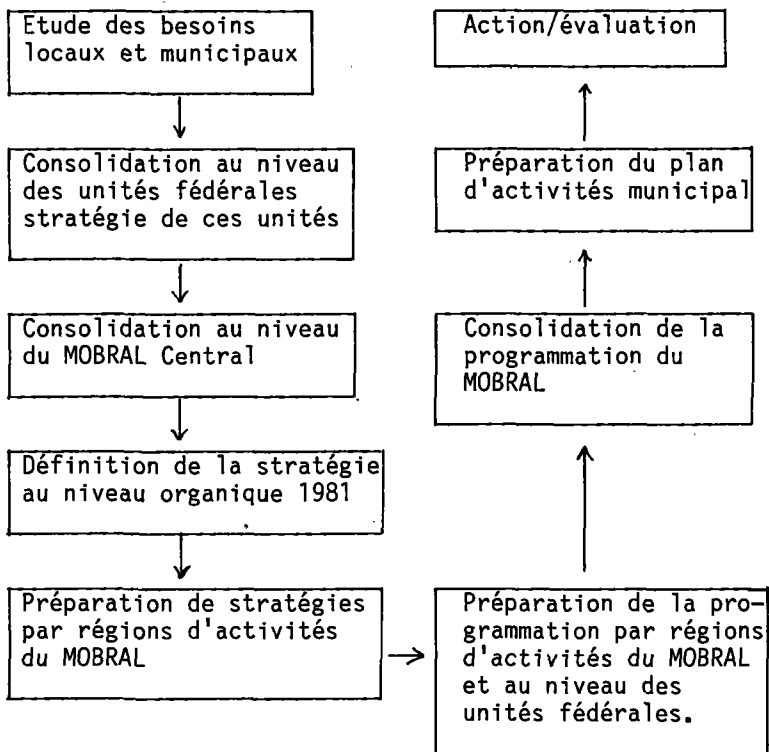 Etude des besoins
locaux et municipaux
Consolidation au niveau
des unités fédérales
stratégie de ces unités
Consolidation au niveau
du MOBRAL Central
Définition de la stratégie
au niveau organique 1981
Préparation de stratégies
par régions d'activités
du MOBRAL
Préparation de la pro-
grammation par régions
d'activités du MOBRAL
et au niveau des
unités fédérales.
Consolidation de la
programmation du
MOBRAL
Préparation du plan
d'activités municipal
Action/évaluation